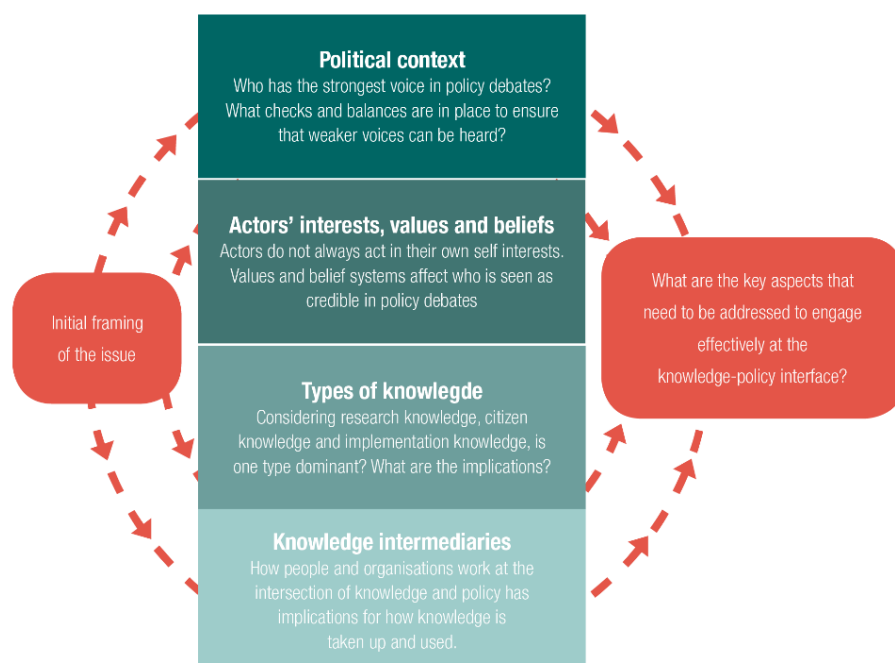 Political context
Who has the strongest voice in policy debates?
What checks and balances are in place to ensure
that weaker voices can be heard?
Actors’ interests, values and beliefs
Actors do not always act in their own self interests.
Values and belief systems affect who is seen as
credible in policy debates
Initial framing
of the issue
What are the key aspects that
need to be addressed to engage
effectively at the
knowledge-policy interface?
Types of knowlegde
Considering research knowledge, citizen
knowledge and implementation knowledge, is
one type dominant? What are the implications?
Knowledge intermediaries
How people and organisations work at the
intersection of knowledge and policy has
implications for how knowledge is
taken up and used.